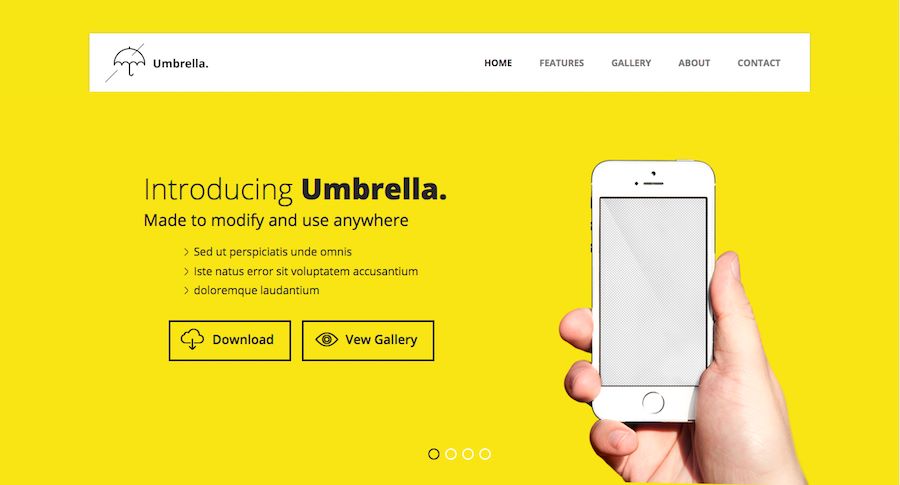 Umbrella.
HOME FEATURES GALLERY ABOUT CONTACT
Introducing Umbrella.
Made to modify and use anywhere
Sed ut perspiciatis unde omnis
Iste natus error sit voluptatem accusantium
doloremque laudantium
Download
Vew Gallery